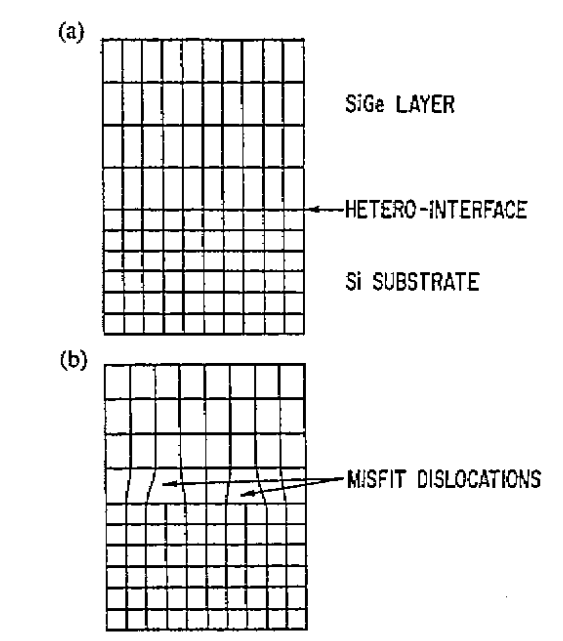 (a)
SiGe LAYER
HETERO-INTERFACE
Si SUBSTRATE
(b)
MISFIT DISLOCATIONS